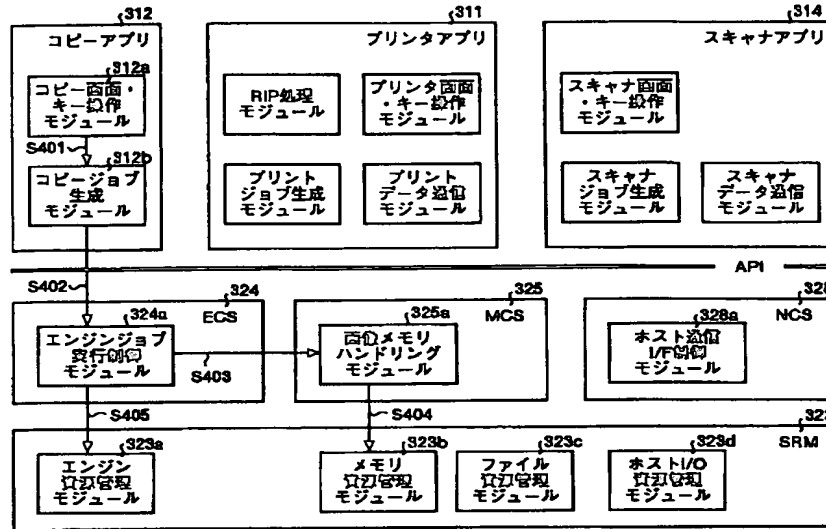 312
コピーアプリ
312a
コピー画面・
キー操作
モジュール
S401
312b
コピージョブ
生成
モジュール
311
プリンタアプリ
RIP処理
モジュール
プリンタ画面
・キー操作
モジュール
プリント
ジョブ生成
モジュール
プリント
データ通信
モジュール
314
スキャナアプリ
スキャナ画面
・キー操作
モジュール
スキャナ
ジョブ生成
モジュール
スキャナ
データ通信
モジュール
API
S402
324
ECS
324a
エンジンジョブ
実行制御
モジュール
S403
325
MCS
325a
画像メモリ
ハンドリング
モジュール
328
NCS
328a
ホスト通信
I/F制御
モジュール
S405
S404
323
SRM
323a
エンジン
資源管理
モジュール
323b
メモリ
資源管理
モジュール
323c
ファイル
資源管理
モジュール
323d
ホストI/O
資源管理
モジュール